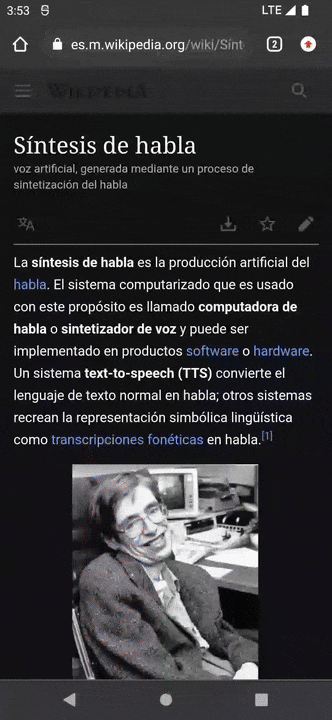 3:53
LTE
es.m.wikipedia.org/wiki/Sínt
2
WIKIPEDIA
Síntesis de habla
voz artificial, generada mediante un proceso de
sintetización del habla
La síntesis de habla es la producción artificial del
habla. El sistema computarizado que es usado
con este propósito es llamado computadora de
habla o sintetizador de voz y puede ser
implementado en productos software o hardware.
Un sistema text-to-speech (TTS) convierte el
lenguaje de texto normal en habla; otros sistemas
recrean la representación simbólica lingüística
como transcripciones fonéticas en habla.[1]